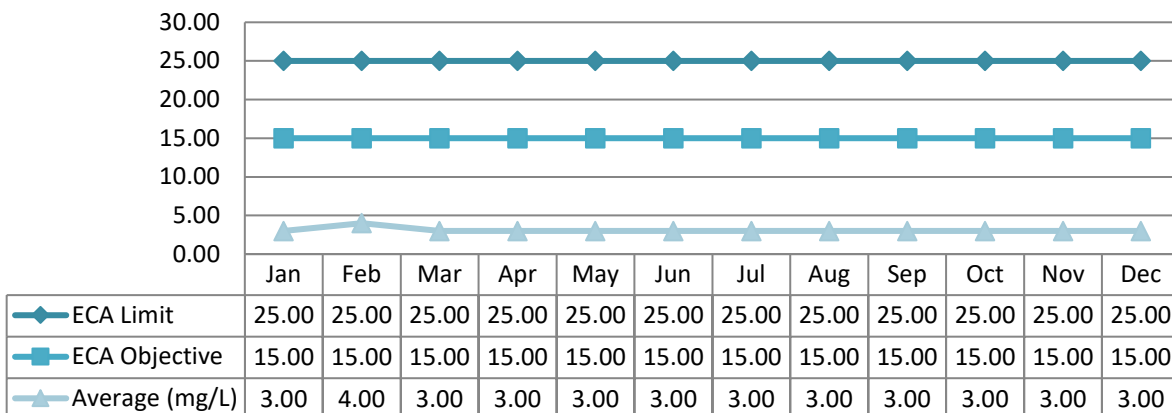 30.00
25.00
20.00
15.00
10.00
5.00
0.00
Jan Feb Mar Apr May Jun Jul Aug Sep Oct Nov Dec
ECA Limit 25.00 25.00 25.00 25.00 25.00 25.00 25.00 25.00 25.00 25.00 25.00 25.00
ECA Objective 15.00 15.00 15.00 15.00 15.00 15.00 15.00 15.00 15.00 15.00 15.00 15.00
Average (mg/L) 3.00 4.00 3.00 3.00 3.00 3.00 3.00 3.00 3.00 3.00 3.00 3.00